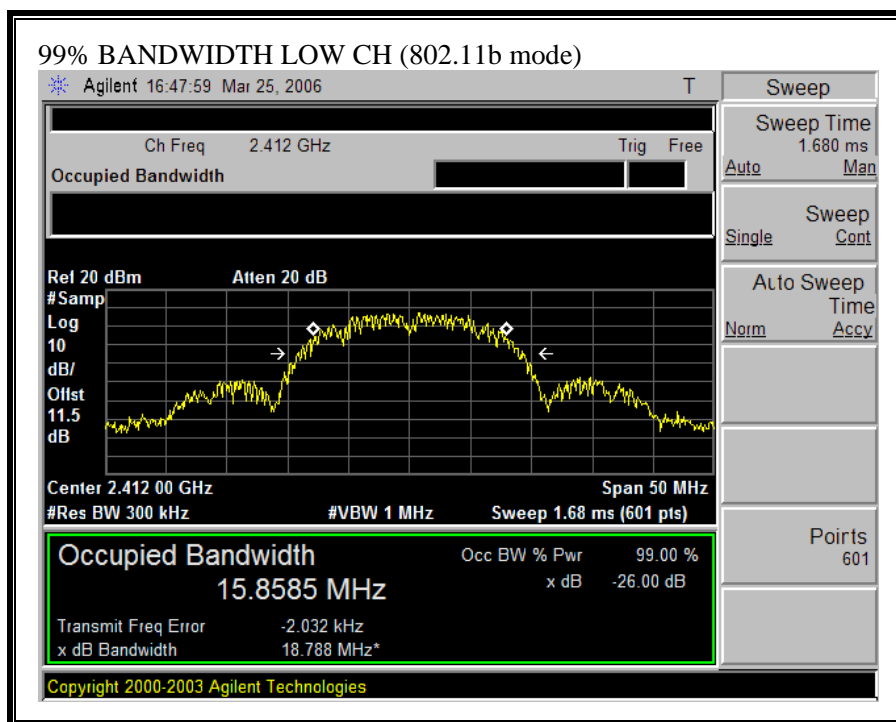 99% BANDWIDTH LOW CH (802.11b mode)
Agilent 16:47:59 Mar 25, 2006 T
Ch Freq 2.412 GHz Trig Free
Occupied Bandwidth
Ref 20 dBm Atten 20 dB
#Samp
Log
10
dB/
Offst
11.5
dB
Center 2.412 00 GHz Span 50 MHz
#Res BW 300 kHz #VBW 1 MHz Sweep 1.68 ms (601 pts)
Occupied Bandwidth Occ BW % Pwr 99.00 %
15.8585 MHz x dB -26.00 dB
Transmit Freq Error -2.032 kHz
x dB Bandwidth 18.788 MHz*
Copyright 2000-2003 Agilent Technologies
Sweep
Sweep Time
1.680 ms
Auto Man
Sweep
Single Cont
Auto Sweep
Time
Norm Accy
Points
601